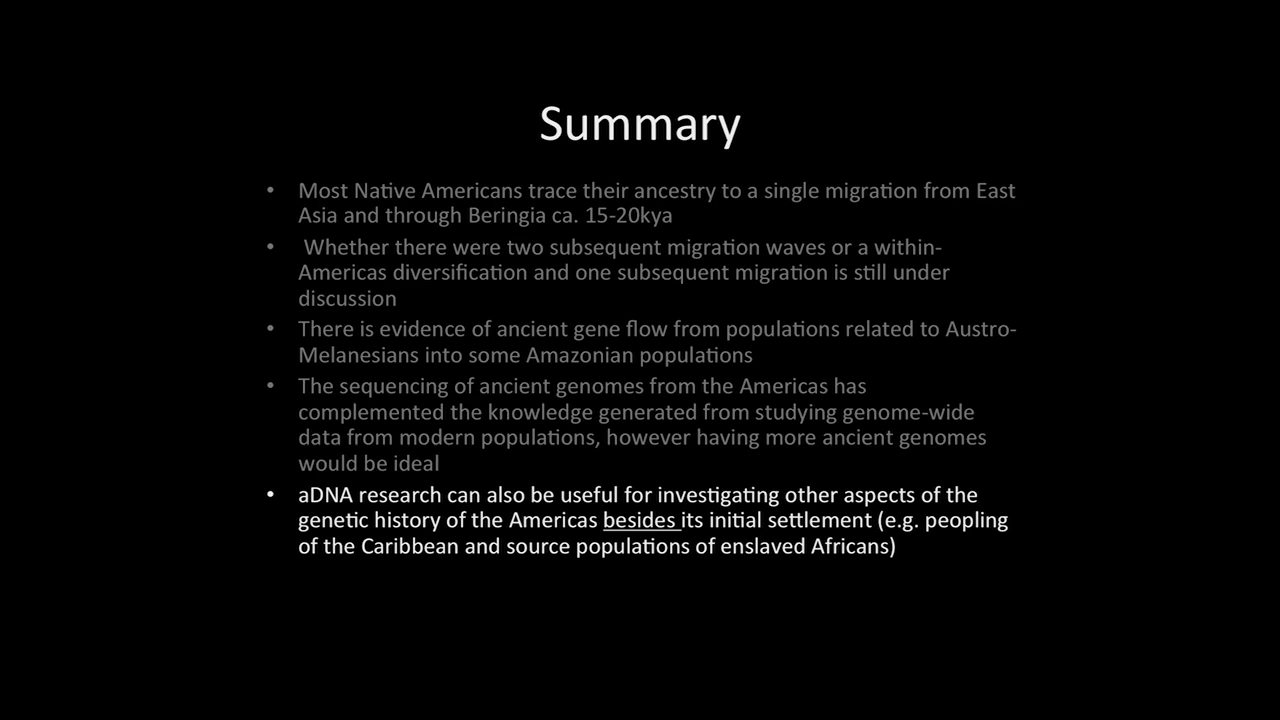 Summary
• Most Native Americans trace their ancestry to a single migration from East
Asia and through Beringia ca. 15-20kya
• Whether there were two subsequent migration waves or a within-
Americas diversification and one subsequent migration is still under
discussion
• There is evidence of ancient gene flow from populations related to Austro-
Melanesians into some Amazonian populations
• The sequencing of ancient genomes from the Americas has
complemented the knowledge generated from studying genome-wide
data from modern populations, however having more ancient genomes
would be ideal
• aDNA research can also be useful for investigating other aspects of the
genetic history of the Americas besides its initial settlement (e.g. peopling
of the Caribbean and source populations of enslaved Africans)